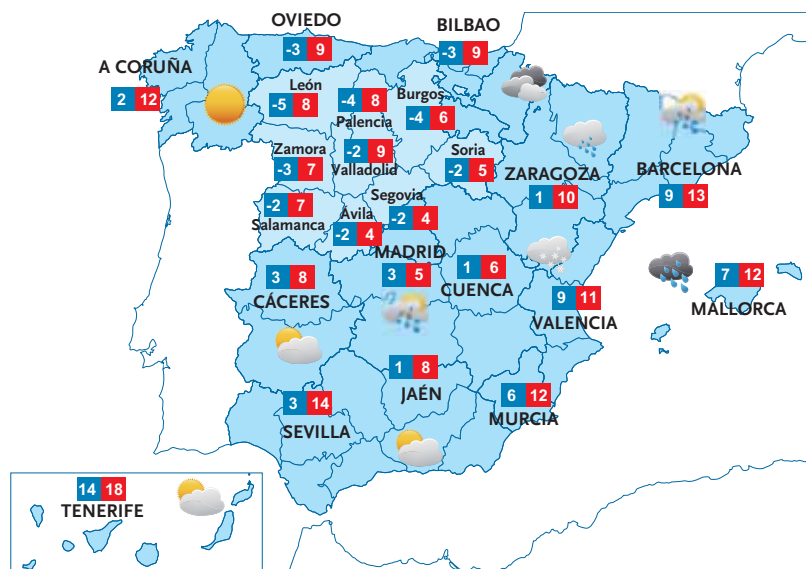 OVIEDO
-3 9
BILBAO
-3 9
A CORUÑA
2 12
León
-5 8
-4 8
Palencia
Burgos
-4 6
Zamora
-3 7
-2 9
Valladolid
Soria
-2 5
ZARAGOZA
1 10
BARCELONA
9 13
-2 7
Salamanca
Ávila
-2 4
Segovia
-2 4
MADRID
3 5
1 6
CUENCA
3 8
CÁCERES
9 11
VALENCIA
7 12
MALLORCA
1 8
JAÉN
3 14
SEVILLA
6 12
MURCIA
14 18
TENERIFE